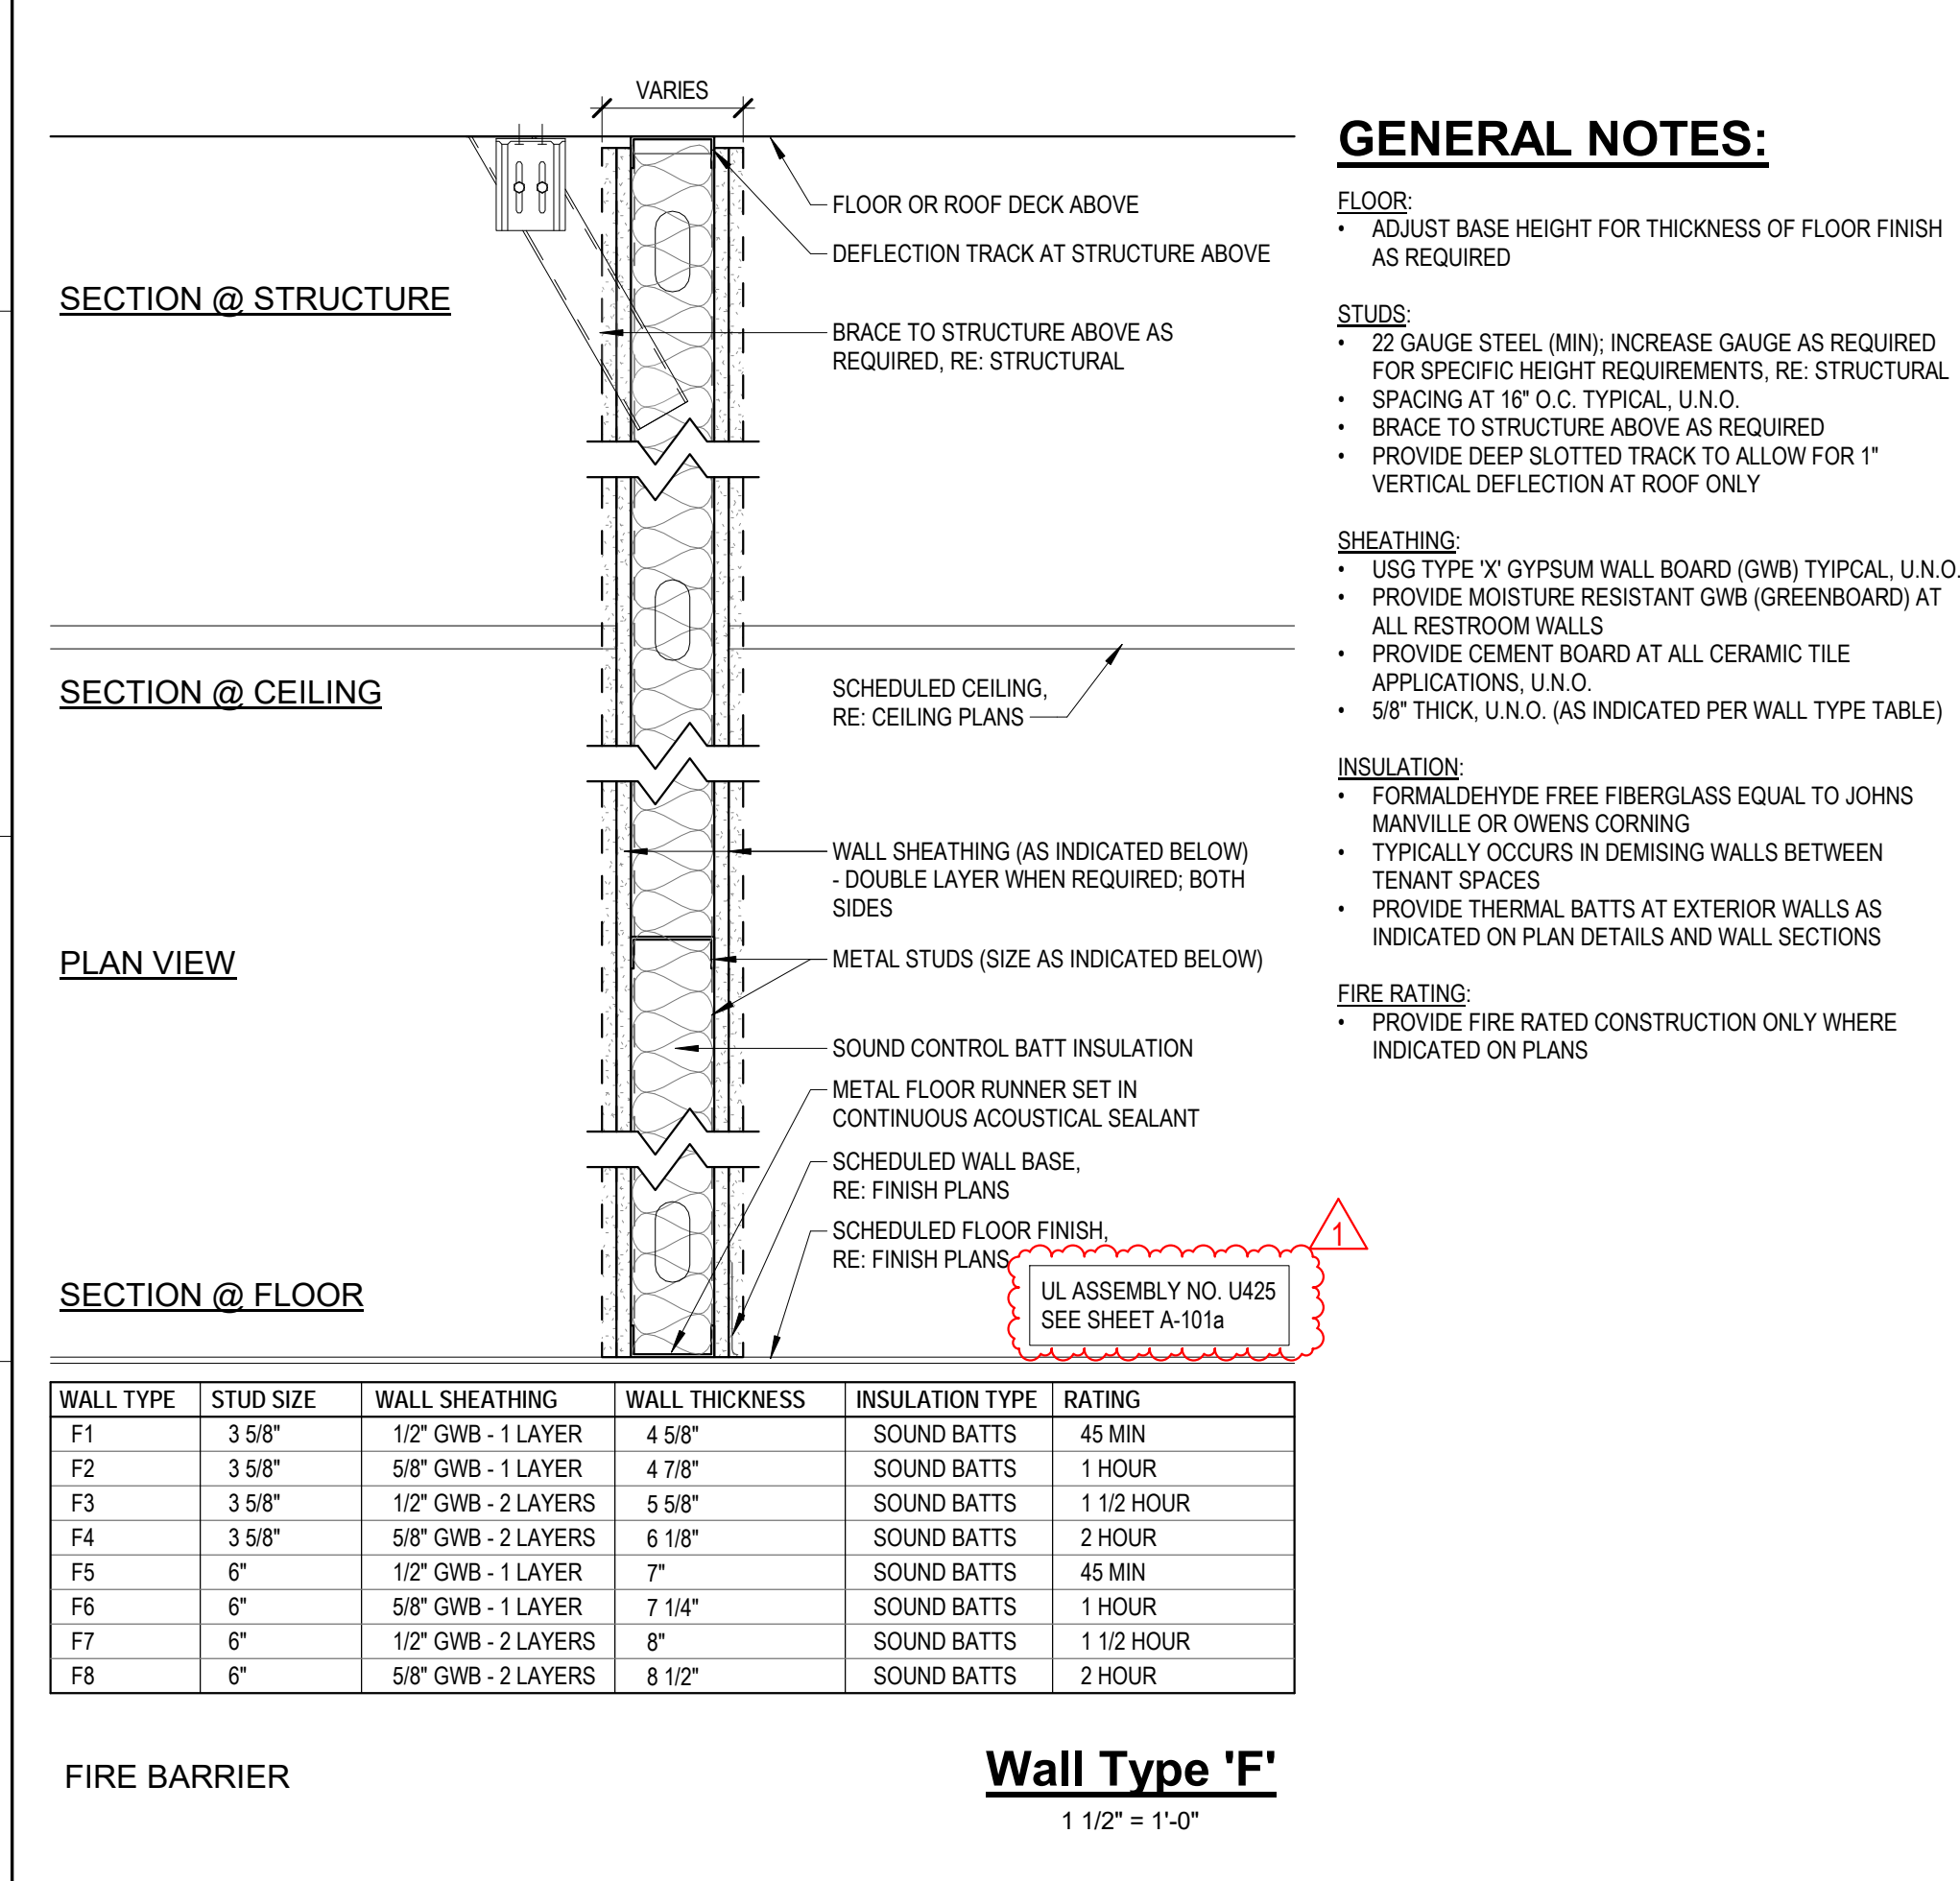 VARIES
FLOOR OR ROOF DECK ABOVE
DEFLECTION TRACK AT STRUCTURE ABOVE
SECTION @ STRUCTURE
BRACE TO STRUCTURE ABOVE AS
REQUIRED, RE: STRUCTURAL
SECTION @ CEILING
SCHEDULED CEILING,
RE: CEILING PLANS
WALL SHEATHING (AS INDICATED BELOW)
- DOUBLE LAYER WHEN REQUIRED; BOTH
SIDES
PLAN VIEW
METAL STUDS (SIZE AS INDICATED BELOW)
SOUND CONTROL BATT INSULATION
METAL FLOOR RUNNER SET IN
CONTINUOUS ACOUSTICAL SEALANT
SCHEDULED WALL BASE,
RE: FINISH PLANS
SCHEDULED FLOOR FINISH,
RE: FINISH PLANS
SECTION @ FLOOR
1
UL ASSEMBLY NO. U425
SEE SHEET A-101a
GENERAL NOTES:
FLOOR:
• ADJUST BASE HEIGHT FOR THICKNESS OF FLOOR FINISH
AS REQUIRED
STUDS:
• 22 GAUGE STEEL (MIN); INCREASE GAUGE AS REQUIRED
FOR SPECIFIC HEIGHT REQUIREMENTS, RE: STRUCTURAL
• SPACING AT 16" O.C. TYPICAL, U.N.O.
• BRACE TO STRUCTURE ABOVE AS REQUIRED
• PROVIDE DEEP SLOTTED TRACK TO ALLOW FOR 1"
VERTICAL DEFLECTION AT ROOF ONLY
SHEATHING:
• USG TYPE 'X' GYPSUM WALL BOARD (GWB) TYIPCAL, U.N.O.
• PROVIDE MOISTURE RESISTANT GWB (GREENBOARD) AT
ALL RESTROOM WALLS
• PROVIDE CEMENT BOARD AT ALL CERAMIC TILE
APPLICATIONS, U.N.O.
• 5/8" THICK, U.N.O. (AS INDICATED PER WALL TYPE TABLE)
INSULATION:
• FORMALDEHYDE FREE FIBERGLASS EQUAL TO JOHNS
MANVILLE OR OWENS CORNING
• TYPICALLY OCCURS IN DEMISING WALLS BETWEEN
TENANT SPACES
• PROVIDE THERMAL BATTS AT EXTERIOR WALLS AS
INDICATED ON PLAN DETAILS AND WALL SECTIONS
FIRE RATING:
• PROVIDE FIRE RATED CONSTRUCTION ONLY WHERE
INDICATED ON PLANS
WALL TYPE STUD SIZE WALL SHEATHING WALL THICKNESS INSULATION TYPE RATING
F1 3 5/8" 1/2" GWB - 1 LAYER 4 5/8" SOUND BATTS 45 MIN
F2 3 5/8" 5/8" GWB - 1 LAYER 4 7/8" SOUND BATTS 1 HOUR
F3 3 5/8" 1/2" GWB - 2 LAYERS 5 5/8" SOUND BATTS 1 1/2 HOUR
F4 3 5/8" 5/8" GWB - 2 LAYERS 6 1/8" SOUND BATTS 2 HOUR
F5 6" 1/2" GWB - 1 LAYER 7" SOUND BATTS 45 MIN
F6 6" 5/8" GWB - 1 LAYER 7 1/4" SOUND BATTS 1 HOUR
F7 6" 1/2" GWB - 2 LAYERS 8" SOUND BATTS 1 1/2 HOUR
F8 6" 5/8" GWB - 2 LAYERS 8 1/2" SOUND BATTS 2 HOUR
FIRE BARRIER
Wall Type 'F'
1 1/2" = 1'-0"